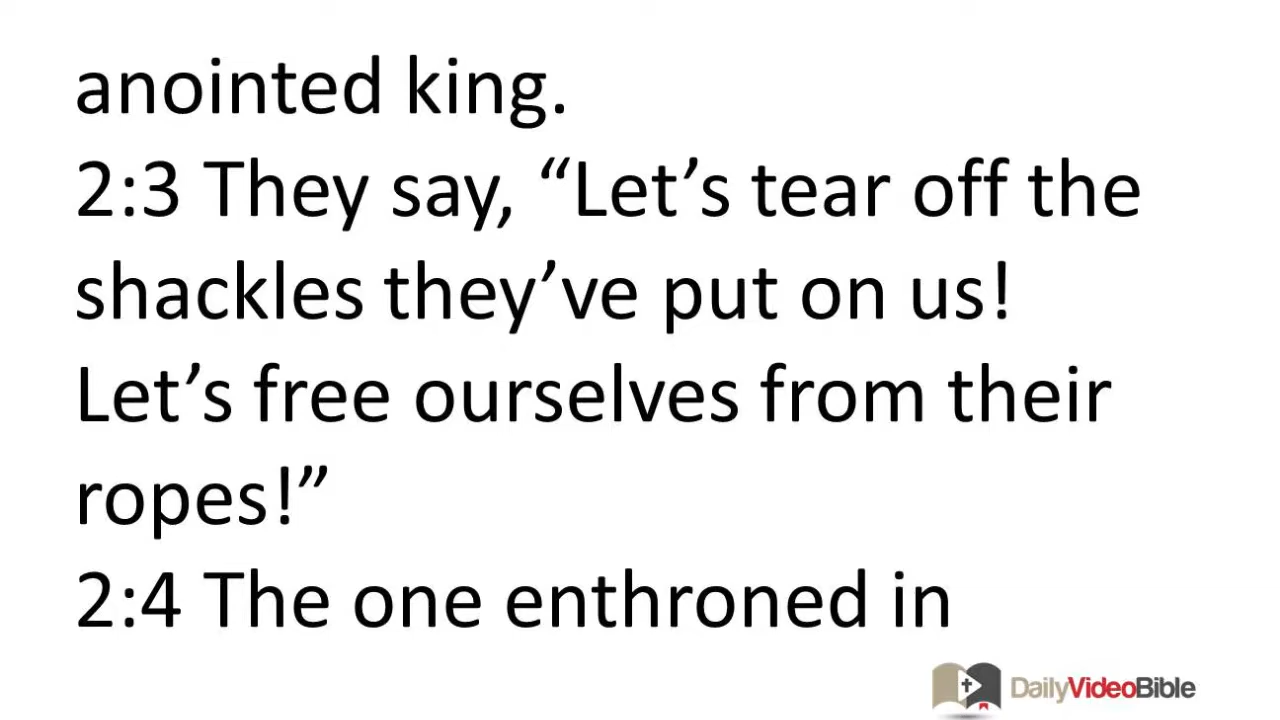 anointed king.
2:3 They say, “Let’s tear off the
shackles they’ve put on us!
Let’s free ourselves from their
ropes!”
2:4 The one enthroned in
DailyVideoBible